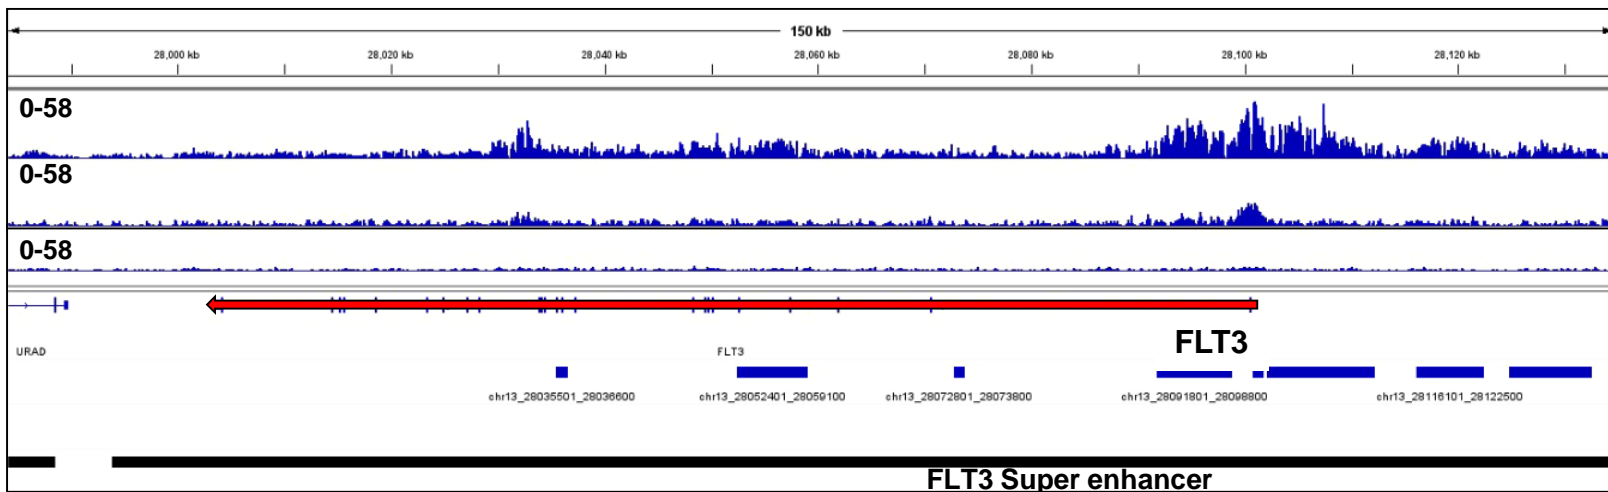 150 kb
28,000 kb 28,020 kb 28,040 kb 28,060 kb 28,080 kb 28,100 kb 28,120 kb
0-58
0-58
0-58
FLT3
URAD FLT3
chr13_28035501_28036600 chr13_28052401_28059100 chr13_28072801_28073800 chr13_28091801_28098800 chr13_28116101_28122500
FLT3 Super enhancer